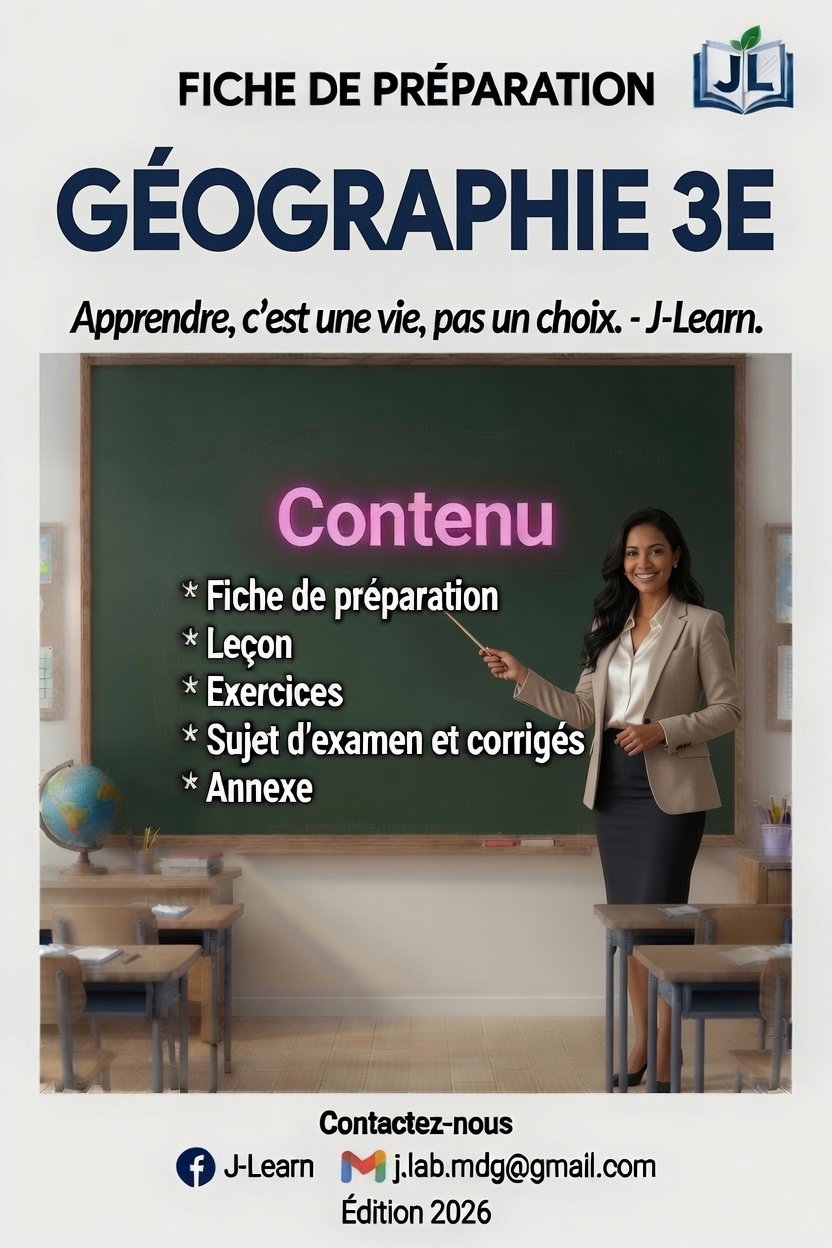 FICHE DE PRÉPARATION
JL
GÉOGRAPHIE 3E
Apprendre, c'est une vie, pas un choix. - J-Learn.
Contenu
* Fiche de préparation
* Leçon
* Exercices
* Sujet d'examen et corrigés
* Annexe
Contactez-nous
J-Learn j.lab.mdg@gmail.com
Édition 2026